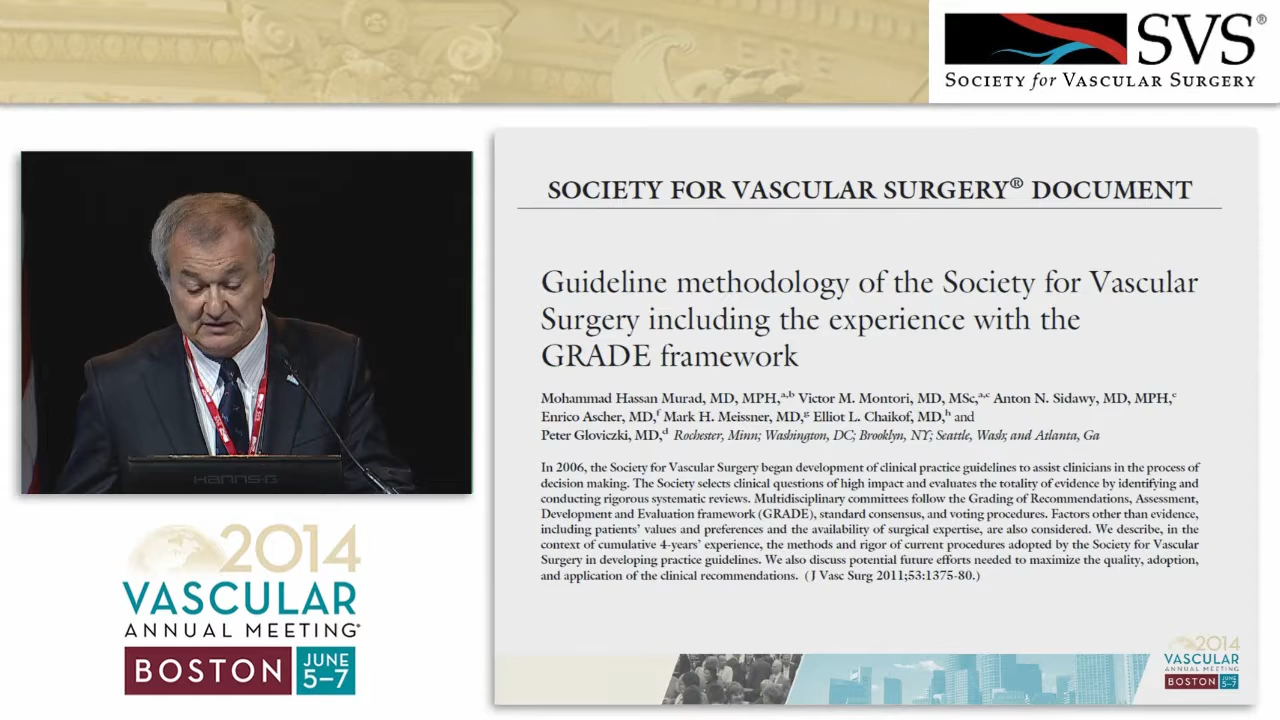 SVS®
SOCIETY for VASCULAR SURGERY
SOCIETY FOR VASCULAR SURGERY® DOCUMENT
Guideline methodology of the Society for Vascular
Surgery including the experience with the
GRADE framework
Mohammad Hassan Murad, MD, MPH,a,b Victor M. Montori, MD, MSc,a,c Anton N. Sidawy, MD, MPH,e
Enrico Ascher, MD,f Mark H. Meissner, MD,g Elliot L. Chaikof, MD,h and
Peter Gloviczki, MD,d Rochester, Minn; Washington, DC; Brooklyn, NY; Seattle, Wash; and Atlanta, Ga
In 2006, the Society for Vascular Surgery began development of clinical practice guidelines to assist clinicians in the process of
decision making. The Society selects clinical questions of high impact and evaluates the totality of evidence by identifying and
conducting rigorous systematic reviews. Multidisciplinary committees follow the Grading of Recommendations, Assessment,
Development and Evaluation framework (GRADE), standard consensus, and voting procedures. Factors other than evidence,
including patients' values and preferences and the availability of surgical expertise, are also considered. We describe, in the
context of cumulative 4-years' experience, the methods and rigor of current procedures adopted by the Society for Vascular
Surgery in developing practice guidelines. We also discuss potential future efforts needed to maximize the quality, adoption,
and application of the clinical recommendations. (J Vasc Surg 2011;53:1375-80.)
HANNS-G
2014
VASCULAR
ANNUAL MEETING®
BOSTON
JUNE
5–7
2014
VASCULAR
ANNUAL MEETING
BOSTON
JUNE
5–7